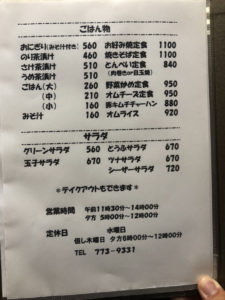 ごはん物
おにぎり(みそ汁付き) 560 お好み焼定食 1100
のり茶漬け 460 焼きそば定食 1100
さけ茶漬け 510 とんぺい定食 840
うめ茶漬け 510 (肉巻きor目玉焼)
ごはん(大) 260 野菜炒め定食 950
(中) 210 オムチーズ定食 950
(小) 160 豚キムチチャーハン 880
みそ汁 160 オムライス 920
サラダ
グリーンサラダ 560 とうふサラダ 670
玉子サラダ 670 ツナサラダ 670
シーザーサラダ 720
*テイクアウトもできます*
営業時間 午前11時30分~14時00分
夕方 5時00分~12時00分
定休日 水曜日
但し木曜日 夕方6時00分~12時00分
TEL 773-9331